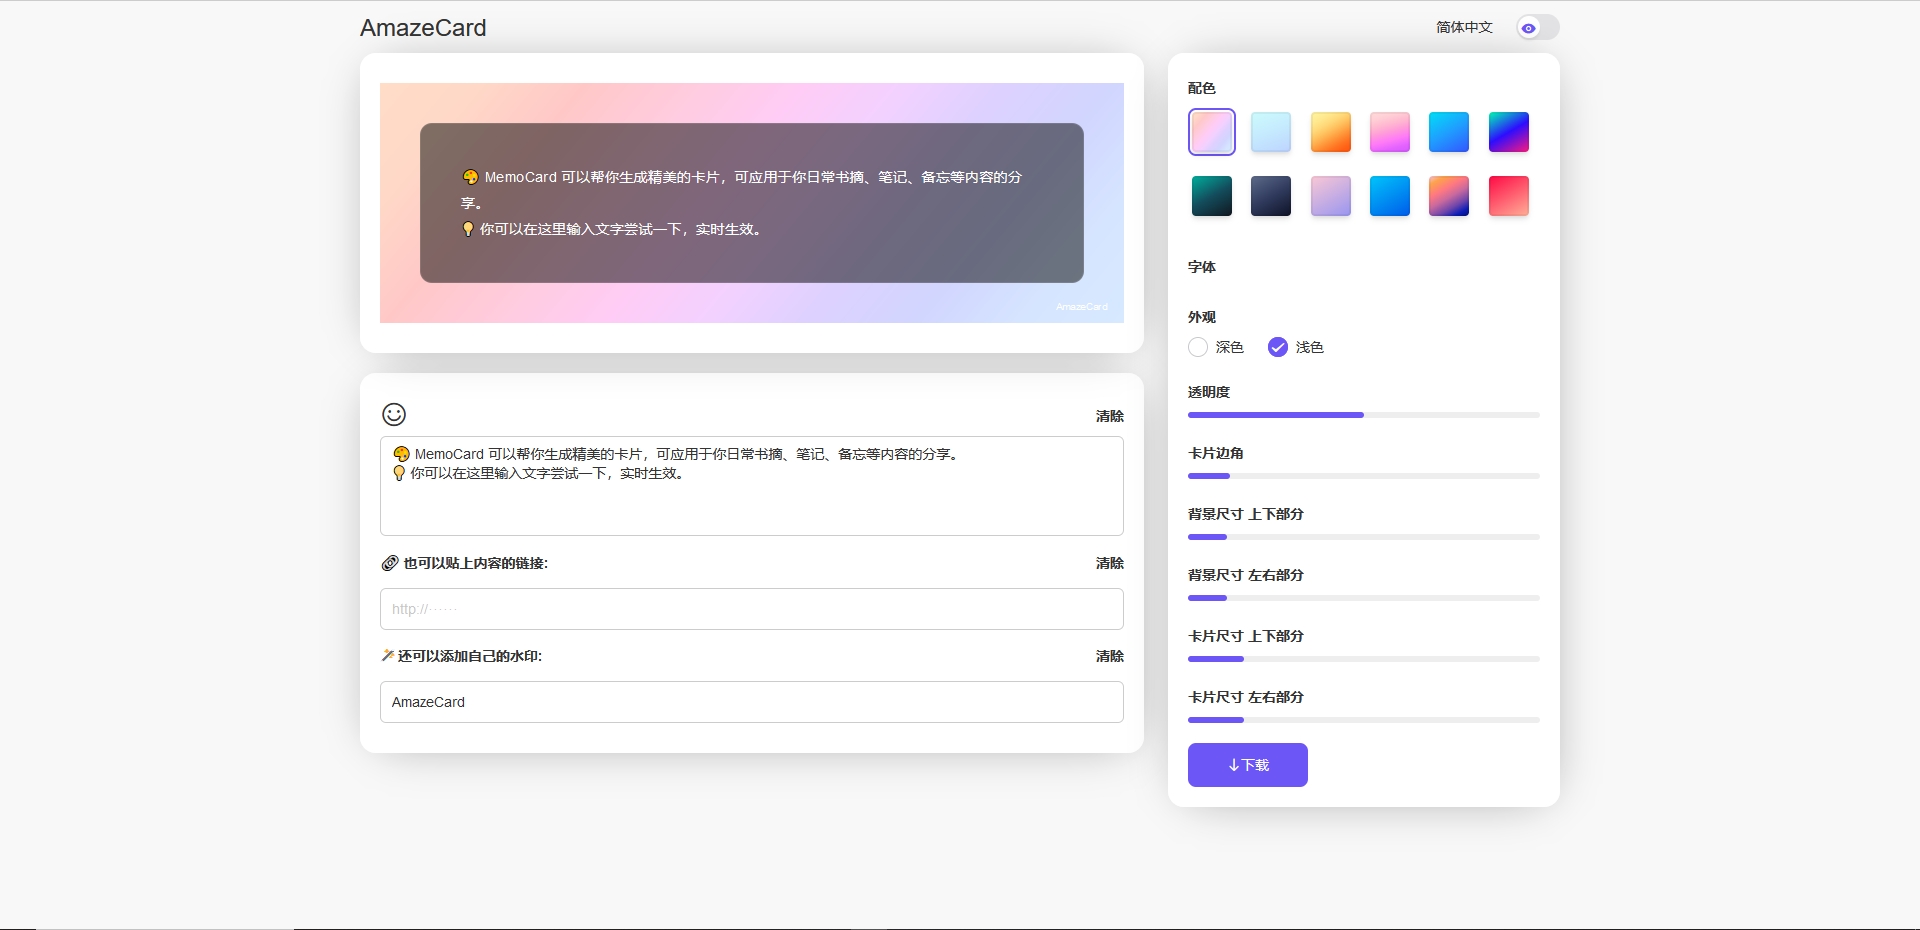 AmazeCard
简体中文
🎨 MemoCard 可以帮你生成精美的卡片，可应用于你日常书摘、笔记、备忘等内容的分
享。
💡 你可以在这里输入文字尝试一下，实时生效。
AmazeCard
清除
🎨 MemoCard 可以帮你生成精美的卡片，可应用于你日常书摘、笔记、备忘等内容的分享。
💡 你可以在这里输入文字尝试一下，实时生效。
也可以贴上内容的链接:
清除
http://······
还可以添加自己的水印:
清除
AmazeCard
配色
字体
外观
深色
浅色
透明度
卡片边角
背景尺寸 上下部分
背景尺寸 左右部分
卡片尺寸 上下部分
卡片尺寸 左右部分
↓下载